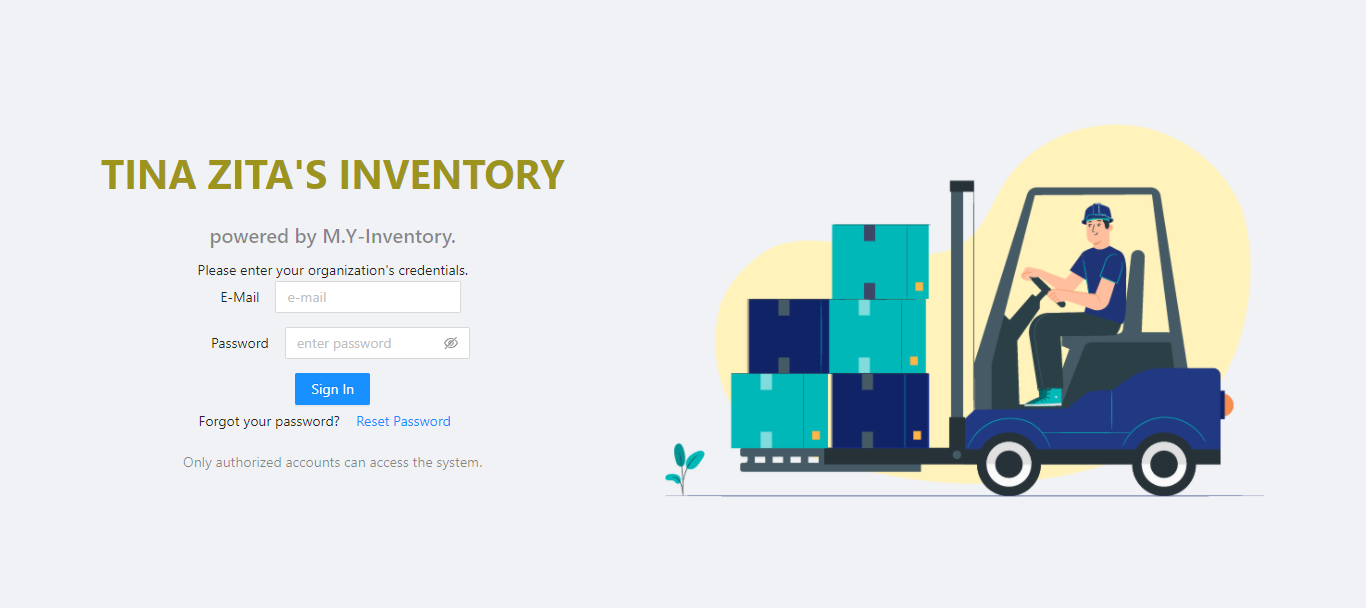 TINA ZITA'S INVENTORY
powered by M.Y-Inventory.
Please enter your organization's credentials.
E-Mail e-mail
Password enter password
Sign In
Forgot your password? Reset Password
Only authorized accounts can access the system.